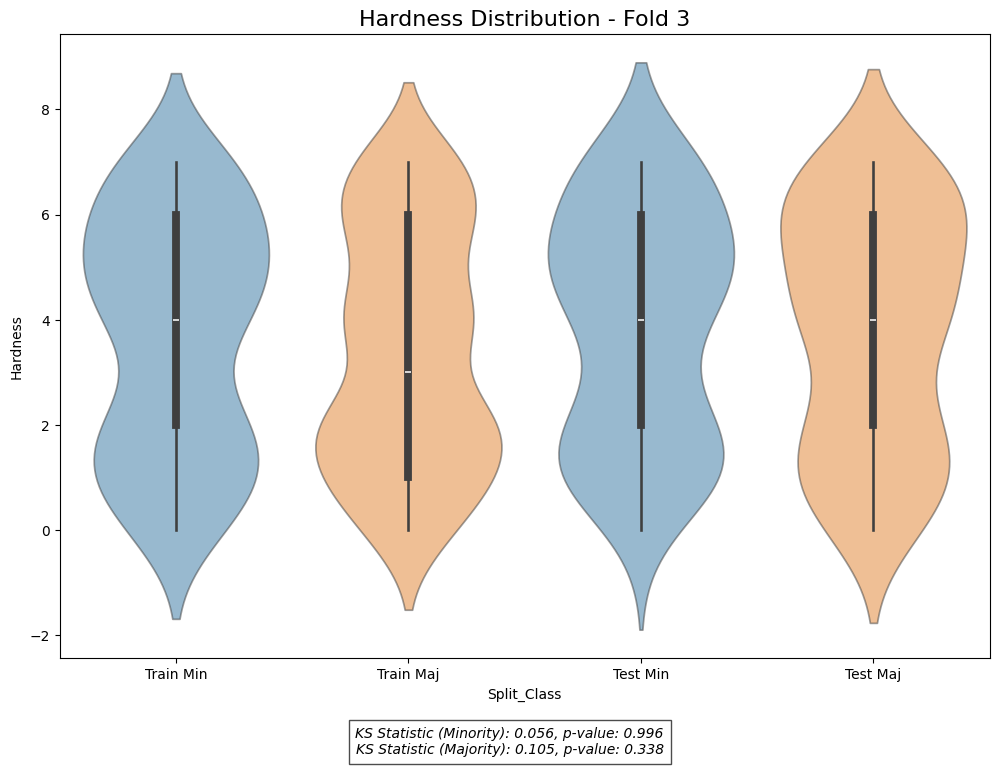 Hardness Distribution - Fold 3
8
6
4
2
0
−2
Hardness
Train Min
Train Maj
Test Min
Test Maj
Split_Class
KS Statistic (Minority): 0.056, p-value: 0.996
KS Statistic (Majority): 0.105, p-value: 0.338